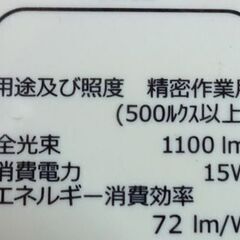 用途及び照度　精密作業用
(500ルクス以上)
全光束　1100 lm
消費電力　15W
エネルギー消費効率
72 lm/W